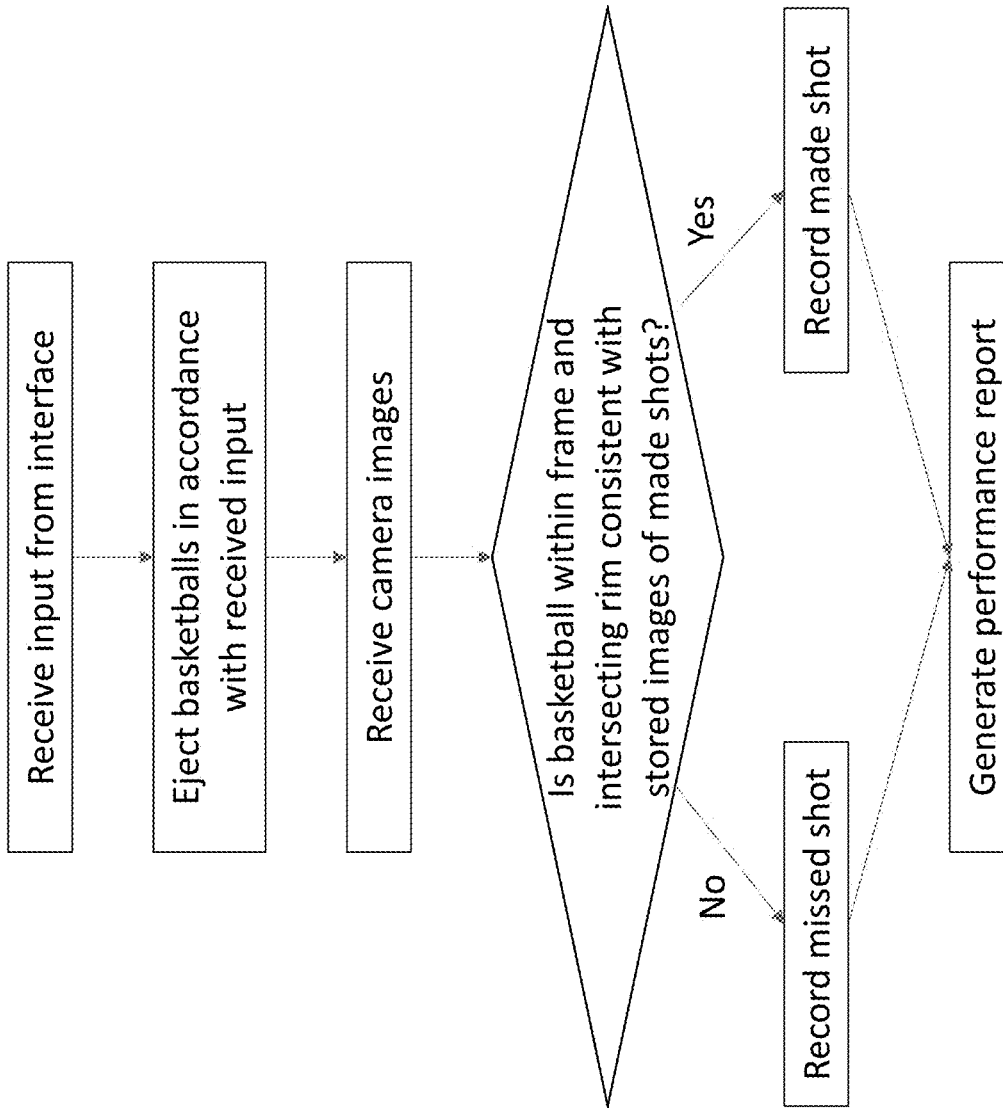 Receive input from interface
Eject basketballs in accordance
with received input
Receive camera images
Is basketball within frame and
intersecting rim consistent with
stored images of made shots?
No
Yes
Record missed shot
Record made shot
Generate performance report